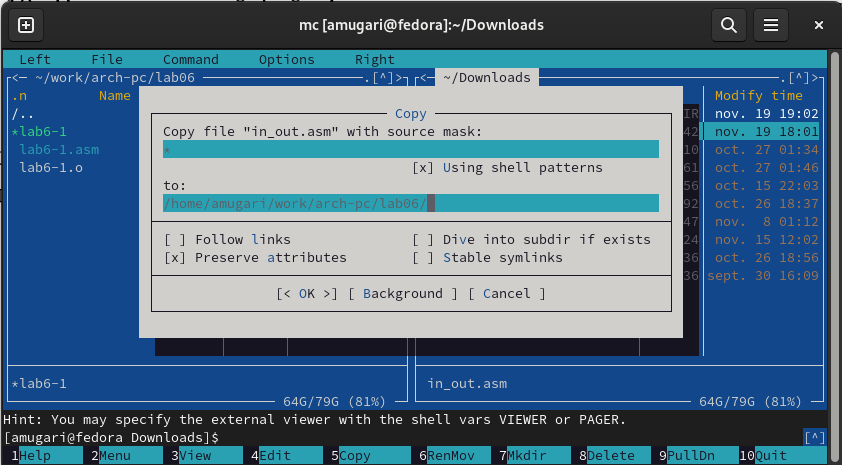 mc [amugari@fedora]:~/Downloads
Left File Command Options Right
<─ ~/work/arch-pc/lab06 .[^]>
<─ ~/Downloads .[^]>
.n Name Modify time
/.. IR nov. 19 19:02
*lab6-1 42 nov. 19 18:01
lab6-1.asm 10 oct. 27 01:34
lab6-1.o 61 oct. 27 01:46
56 oct. 15 22:03
92 oct. 26 18:37
47 nov. 8 01:12
24 nov. 15 12:02
36 oct. 26 18:56
36 sept. 30 16:09
Copy
Copy file "in_out.asm" with source mask:
*
[x] Using shell patterns
to:
/home/amugari/work/arch-pc/lab06/
[ ] Follow links [ ] Dive into subdir if exists
[x] Preserve attributes [ ] Stable symlinks
[< OK >] [ Background ] [ Cancel ]
*lab6-1 in_out.asm
64G/79G (81%) 64G/79G (81%)
Hint: You may specify the external viewer with the shell vars VIEWER or PAGER.
[amugari@fedora Downloads]$ [^]
1Help 2Menu 3View 4Edit 5Copy 6RenMov 7Mkdir 8Delete 9PullDn 10Quit